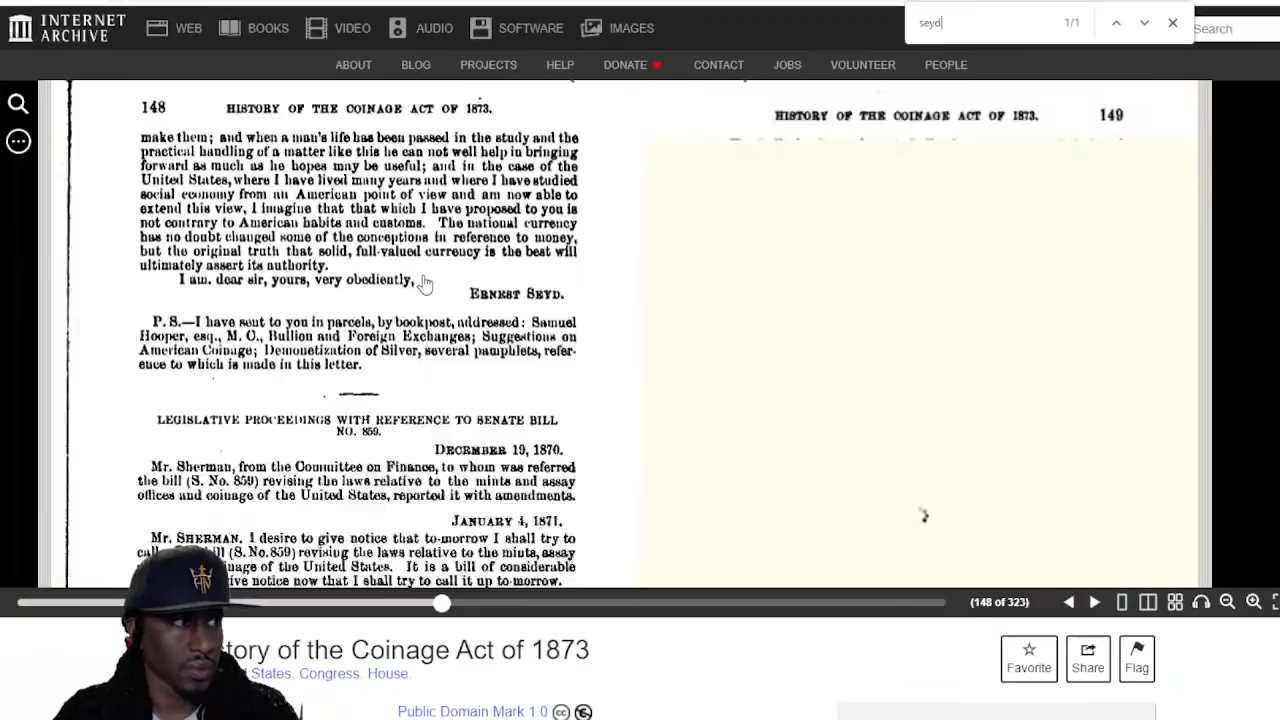 INTERNET
ARCHIVE
WEB
BOOKS
VIDEO
AUDIO
SOFTWARE
IMAGES
seyd
1/1
Search
ABOUT
BLOG
PROJECTS
HELP
DONATE
CONTACT
JOBS
VOLUNTEER
PEOPLE
148 HISTORY OF THE COINAGE ACT OF 1873.
make them; and when a man's life has been passed in the study and the
practical handling of a matter like this he can not well help in bringing
forward as much as he hopes may be useful; and in the case of the
United States, where I have lived many years and where I have studied
social economy from an American point of view and am now able to
extend this view, I imagine that that which I have proposed to you is
not contrary to American habits and customs. The national currency
has no doubt changed some of the conceptions in reference to money,
but the original truth that solid, full-valued currency is the best will
ultimately assert its authority.
I am, dear sir, yours, very obediently,
ERNEST SEYD.
P. S.—I have sent to you in parcels, by bookpost, addressed: Samuel
Hooper, esq., M. C., Bullion and Foreign Exchanges; Suggestions on
American Coinage; Demonetization of Silver, several pamphlets, refer-
ence to which is made in this letter.
LEGISLATIVE PROCEEDINGS WITH REFERENCE TO SENATE BILL
NO. 859.
DECEMBER 19, 1870.
Mr. Sherman, from the Committee on Finance, to whom was referred
the bill (S. No. 859) revising the laws relative to the mints and assay
offices and coinage of the United States, reported it with amendments.
JANUARY 4, 1871.
Mr. SHERMAN. I desire to give notice that to-morrow I shall try to
ill (S. No. 859) revising the laws relative to the mints, assay
inage of the United States. It is a bill of considerable
ive notice now that I shall try to call it up to-morrow.
HISTORY OF THE COINAGE ACT OF 1873. 149
(148 of 323)
tory of the Coinage Act of 1873
States. Congress. House.
Favorite
Share
Flag
Public Domain Mark 1.0